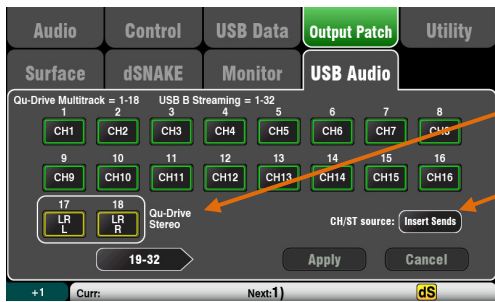 Audio Control USB Data Output Patch Utility
Surface dSNAKE Monitor USB Audio
Qu-Drive Multitrack = 1-18 USB B Streaming = 1-32
1 2 3 4 5 6 7 8
CH1 CH2 CH3 CH4 CH5 CH6 CH7 CH8
9 10 11 12 13 14 15 16
CH9 CH10 CH11 CH12 CH13 CH14 CH15 CH16
17 18
LR L LR R Qu-Drive Stereo CH/ST source: Insert Sends
19-32 Apply Cancel
+1 Curr: Next:1) dS